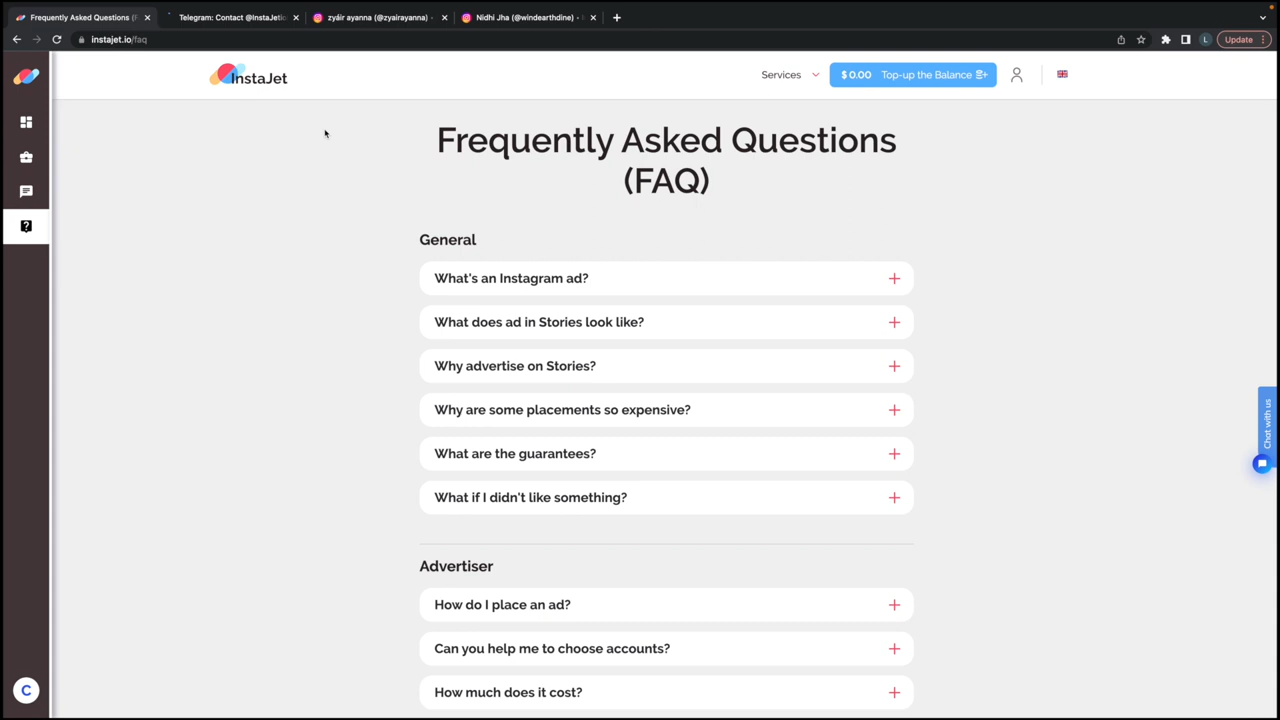 Frequently Asked Questions (F
Telegram: Contact @InstaJetio
zyáir ayanna (@zyairayanna) •
Nidhi Jha (@windearthdine) •
instajet.io/faq
L
Update
InstaJet
Services
$ 0.00 Top-up the Balance
Frequently Asked Questions
(FAQ)
General
What's an Instagram ad?
What does ad in Stories look like?
Why advertise on Stories?
Why are some placements so expensive?
What are the guarantees?
What if I didn't like something?
Chat with us
Advertiser
How do I place an ad?
Can you help me to choose accounts?
How much does it cost?
C